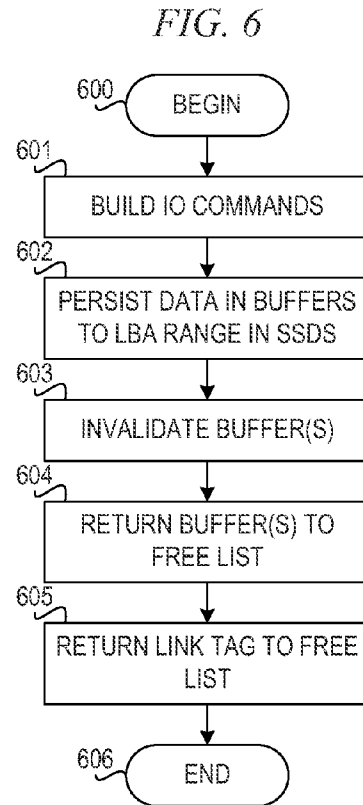 FIG. 6
600
BEGIN
601
BUILD IO COMMANDS
602
PERSIST DATA IN BUFFERS
TO LBA RANGE IN SSDS
603
INVALIDATE BUFFER(S)
604
RETURN BUFFER(S) TO
FREE LIST
605
RETURN LINK TAG TO FREE
LIST
606
END